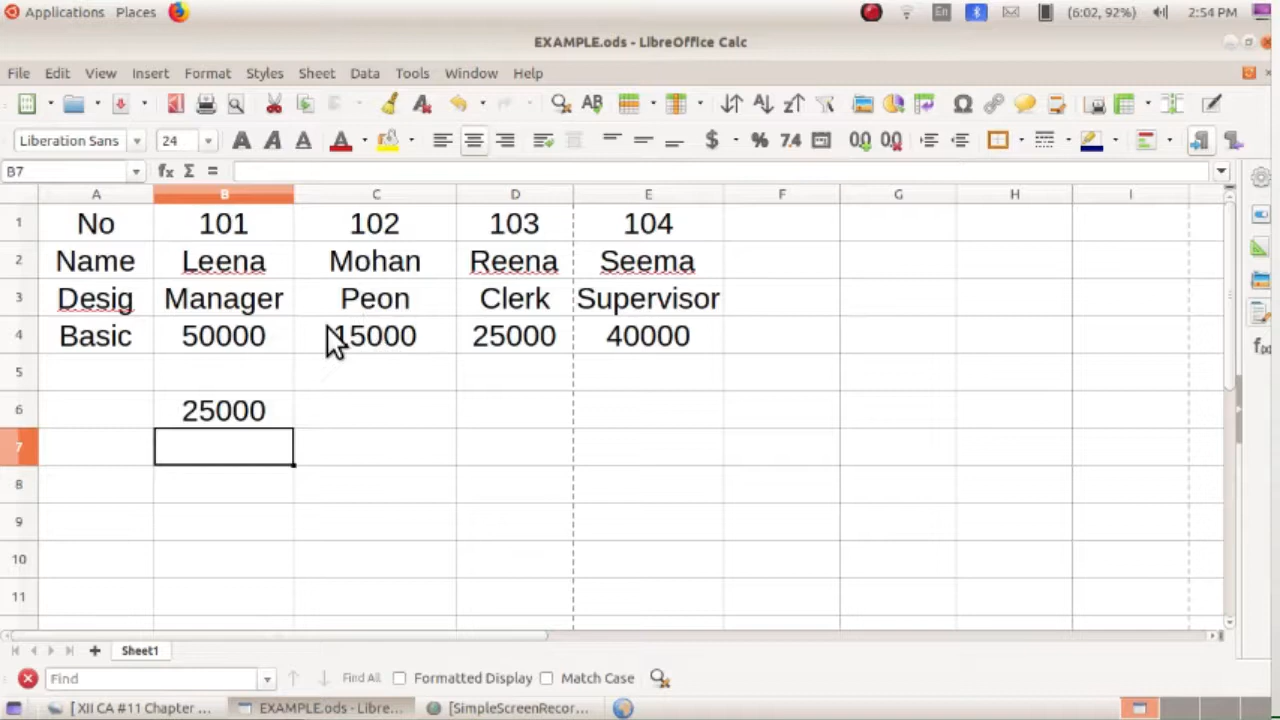 Applications Places En (6:02, 92%) 2:54 PM
EXAMPLE.ods - LibreOffice Calc
File Edit View Insert Format Styles Sheet Data Tools Window Help
Liberation Sans 24
B7
A B C D E F G H I
1 No 101 102 103 104
2 Name Leena Mohan Reena Seema
3 Desig Manager Peon Clerk Supervisor
4 Basic 50000 15000 25000 40000
5
6 25000
7
8
9
10
11
Sheet1
Find Find All Formatted Display Match Case
[ XII CA #11 Chapter ... EXAMPLE.ods - Libre... [SimpleScreenRecor...